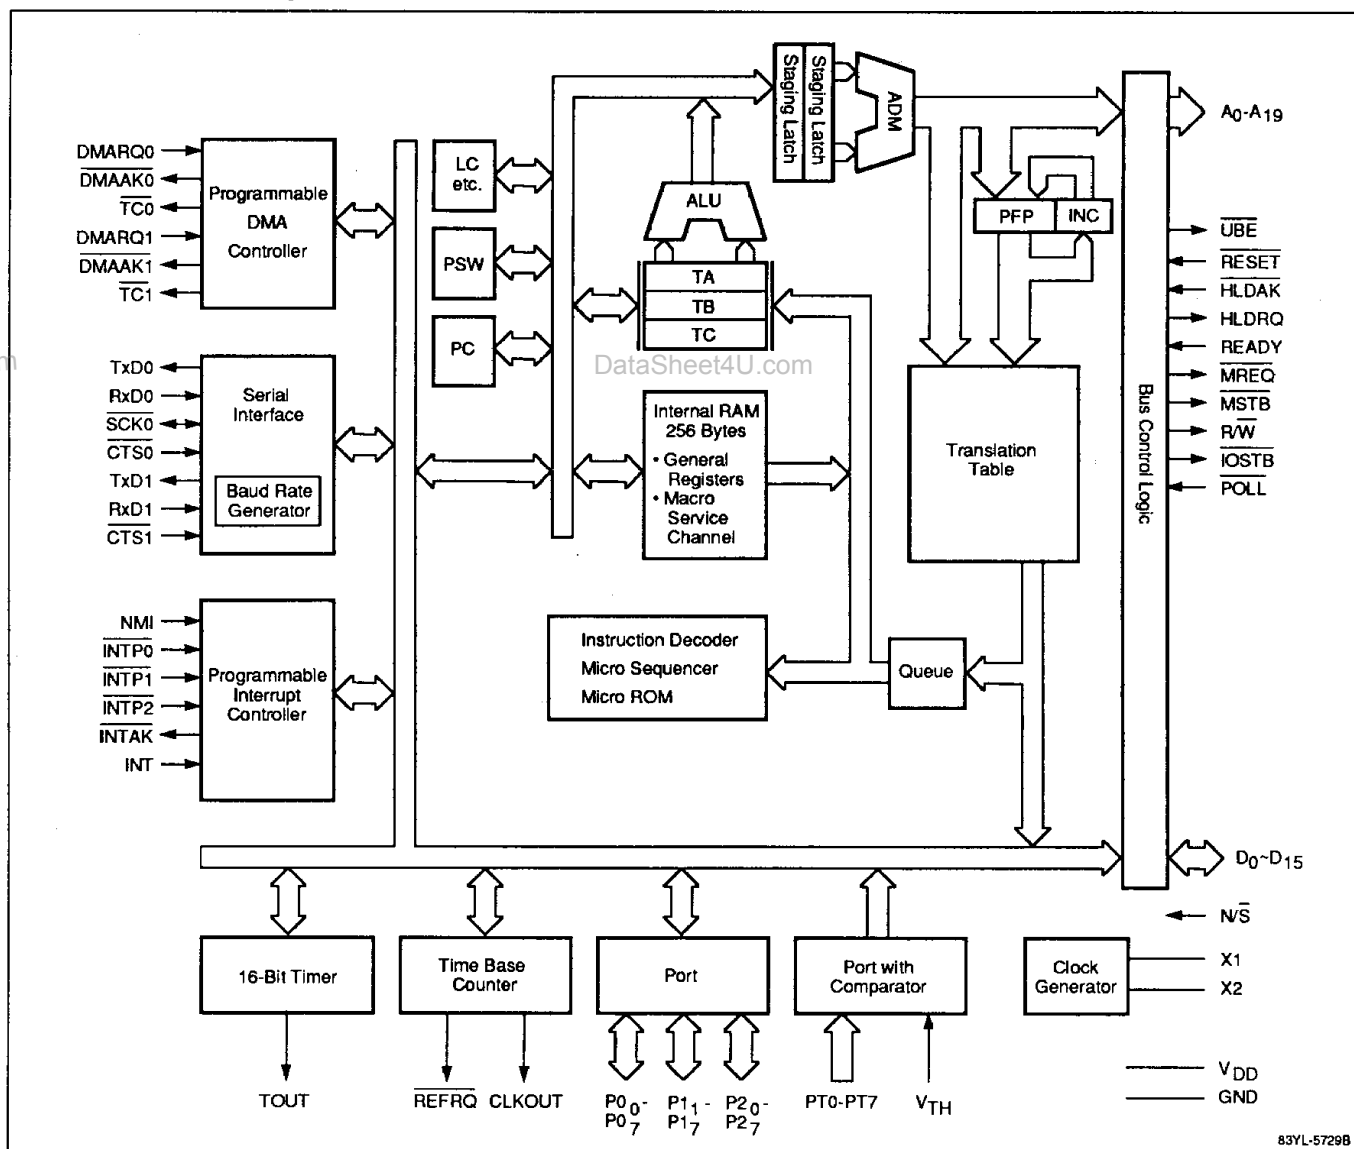 DMARQ0
DMAAK0
TC0
DMARQ1
DMAAK1
TC1
Programmable
DMA
Controller
TxD0
RxD0
SCK0
CTS0
TxD1
RxD1
CTS1
Serial
Interface
Baud Rate
Generator
NMI
INTP0
INTP1
INTP2
INTAK
INT
Programmable
Interrupt
Controller
LC
etc.
PSW
PC
Staging Latch
Staging Latch
ADM
ALU
TA
TB
TC
PFP
INC
m
DataSheet4U.com
Internal RAM
256 Bytes
• General
Registers
• Macro
Service
Channel
Translation
Table
Instruction Decoder
Micro Sequencer
Micro ROM
Queue
Bus Control Logic
A0-A19
UBE
RESET
HLDAK
HLDRQ
READY
MREQ
MSTB
R/W
IOSTB
POLL
D0~D15
N/S
X1
X2
VDD
GND
16-Bit Timer
Time Base
Counter
Port
Port with
Comparator
Clock
Generator
TOUT
REFRQ
CLKOUT
P00-
P07
P11-
P17
P20-
P27
PT0-PT7
VTH
83YL-5729B